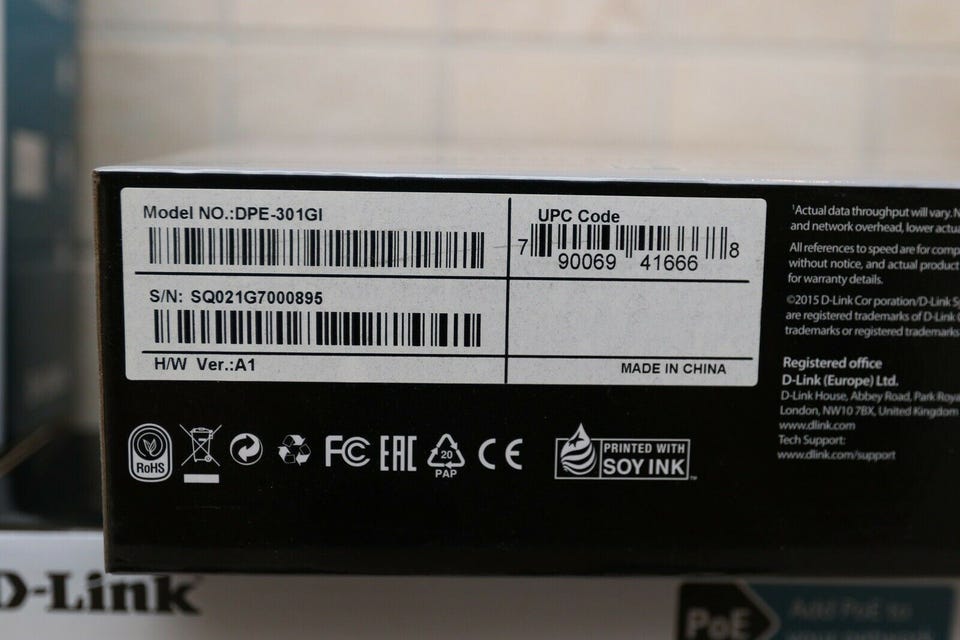 Model NO.:DPE-301GI
UPC Code
7 90069 41666 8
S/N: SQ021G7000895
H/W Ver.:A1
MADE IN CHINA
RoHS
FC
EAC
20
PAP
CE
PRINTED WITH
SOY INK
TM
¹Actual data throughput will vary.
and network overhead, lower
All references to speed are for
without notice, and actual product
for warranty details.
©2015 D-Link Corporation/D-Link
are registered trademarks of D-Link
trademarks or registered trademarks
Registered office
D-Link (Europe) Ltd.
D-Link House, Abbey Road, Park
London, NW10 7BX, United Kingdom
www.dlink.com
Tech Support:
www.dlink.com/support
D-Link
PoE
Add PoE to